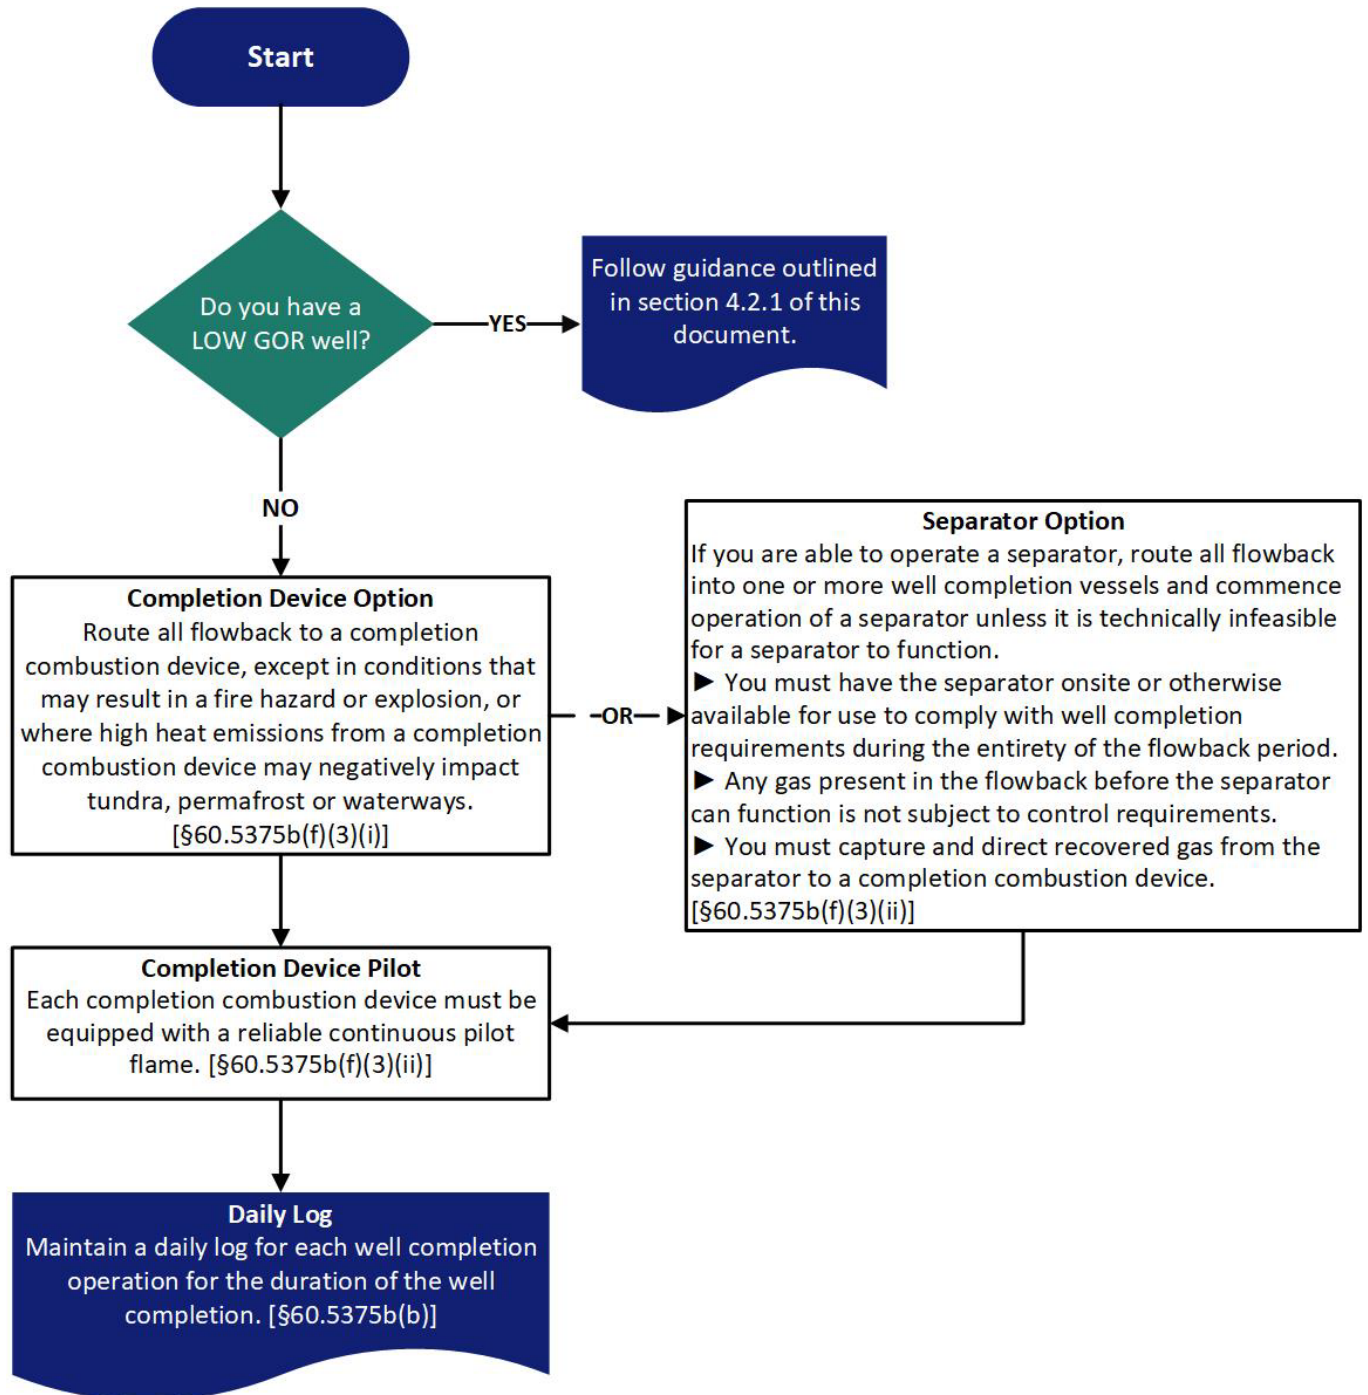 Start
Do you have a
LOW GOR well?
YES
Follow guidance outlined
in section 4.2.1 of this
document.
NO
Completion Device Option
Route all flowback to a completion
combustion device, except in conditions that
may result in a fire hazard or explosion, or
where high heat emissions from a completion
combustion device may negatively impact
tundra, permafrost or waterways.
[§60.5375b(f)(3)(i)]
OR
Separator Option
If you are able to operate a separator, route all flowback
into one or more well completion vessels and commence
operation of a separator unless it is technically infeasible
for a separator to function.
► You must have the separator onsite or otherwise
available for use to comply with well completion
requirements during the entirety of the flowback period.
► Any gas present in the flowback before the separator
can function is not subject to control requirements.
► You must capture and direct recovered gas from the
separator to a completion combustion device.
[§60.5375b(f)(3)(ii)]
Completion Device Pilot
Each completion combustion device must be
equipped with a reliable continuous pilot
flame. [§60.5375b(f)(3)(ii)]
Daily Log
Maintain a daily log for each well completion
operation for the duration of the well
completion. [§60.5375b(b)]